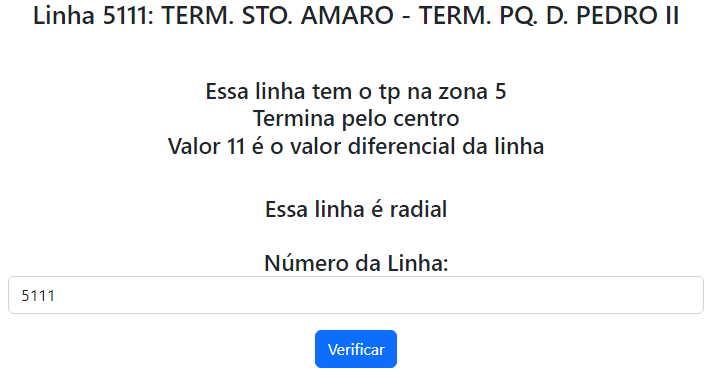 Linha 5111: TERM. STO. AMARO - TERM. PQ. D. PEDRO II
Essa linha tem o tp na zona 5
Termina pelo centro
Valor 11 é o valor diferencial da linha
Essa linha é radial
Número da Linha:
5111
Verificar